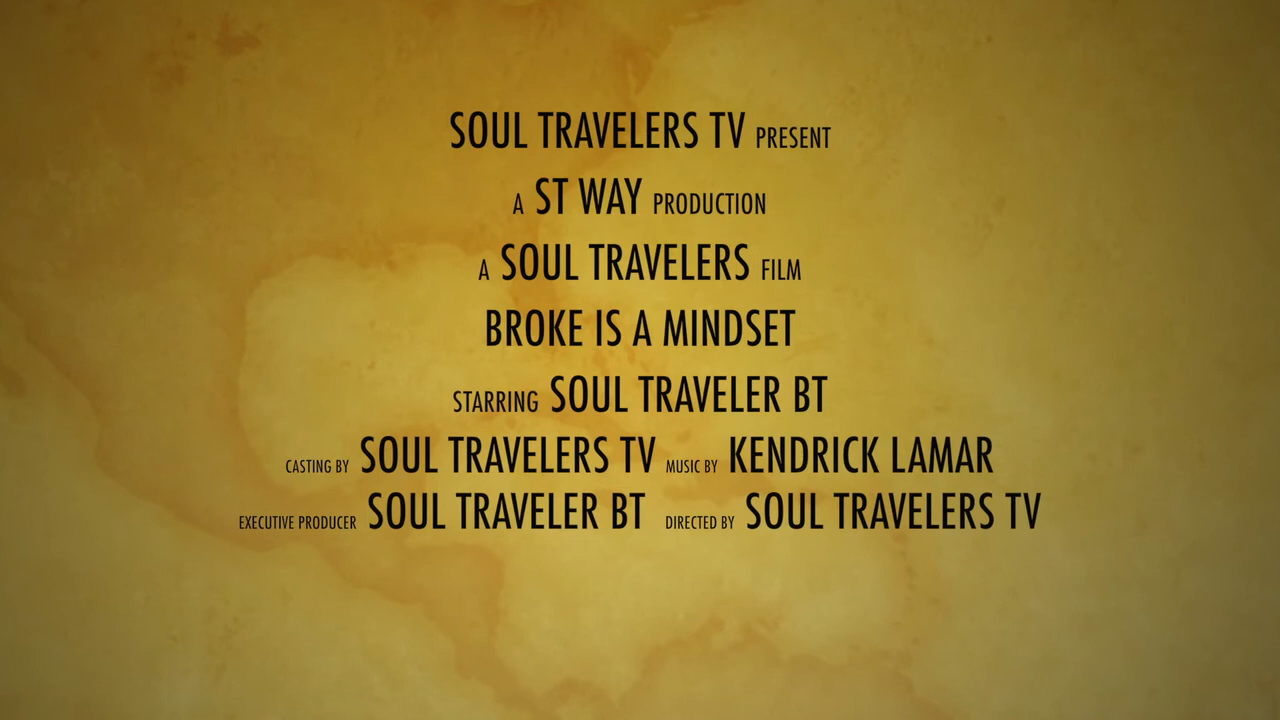 SOUL TRAVELERS TV PRESENT
A ST WAY PRODUCTION
A SOUL TRAVELERS FILM
BROKE IS A MINDSET
STARRING SOUL TRAVELER BT
CASTING BY SOUL TRAVELERS TV MUSIC BY KENDRICK LAMAR
EXECUTIVE PRODUCER SOUL TRAVELER BT DIRECTED BY SOUL TRAVELERS TV